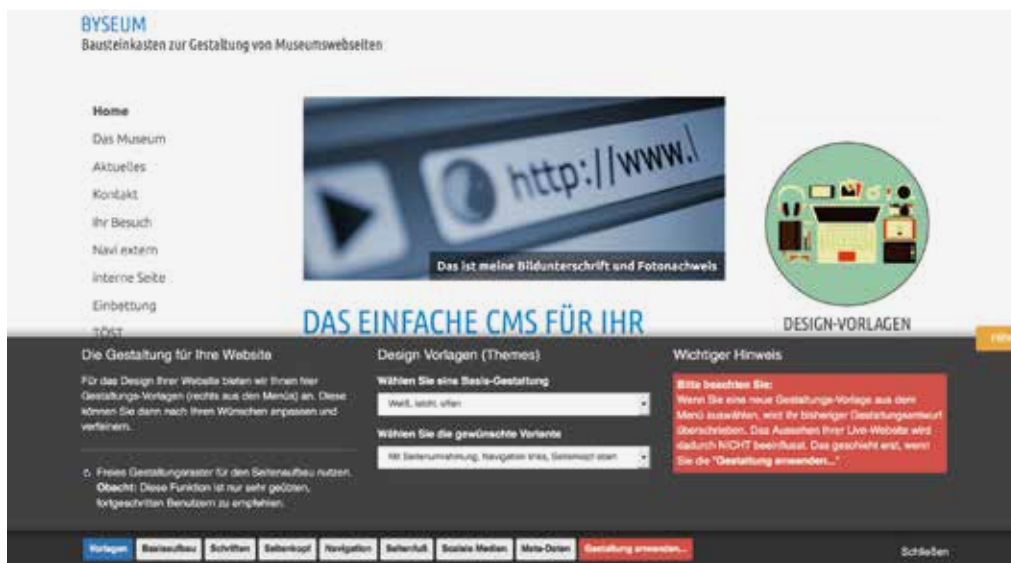 BYSEUM
Bausteinkasten zur Gestaltung von Museumswebseiten
Home
Das Museum
Aktuelles
Kontakt
Ihr Besuch
Navi extern
Interne Seite
Einbettung
TÖST
http://www.
Das ist meine Bildunterschrift und Fotonachweis
DAS EINFACHE CMS FÜR IHR
DESIGN-VORLAGEN
Die Gestaltung für Ihre Website
Für das Design Ihrer Website bieten wir Ihnen hier
Gestaltungs-Vorlagen (rechts aus den Menüs) an. Diese
können Sie dann nach Ihren Wünschen anpassen und
verfeinern.
Freies Gestaltungsraster für den Seitenaufbau nutzen.
Obacht: Diese Funktion ist nur sehr geübten,
fortgeschritten Benutzern zu empfehlen.
Design Vorlagen (Themes)
Wählen Sie eine Basis-Gestaltung
Weiß, leicht, offen
Wählen Sie die gewünschte Variante
Mit Seitenumrahmung, Navigation links, Seitenkopf oben
Wichtiger Hinweis
Bitte beachten Sie:
Wenn Sie eine neue Gestaltungs-Vorlage aus dem
Menü auswählen, wird Ihr bisheriger Gestaltungsentwurf
überschrieben. Das Aussehen Ihrer Live-Website wird
dadurch NICHT beeinflusst. Das geschieht erst, wenn
Sie die "Gestaltung anwenden..."
Vorlagen Basisaufbau Schriften Seitenkopf Navigation Seitenfuß Soziale Medien Meta-Daten Gestaltung anwenden... Schließen